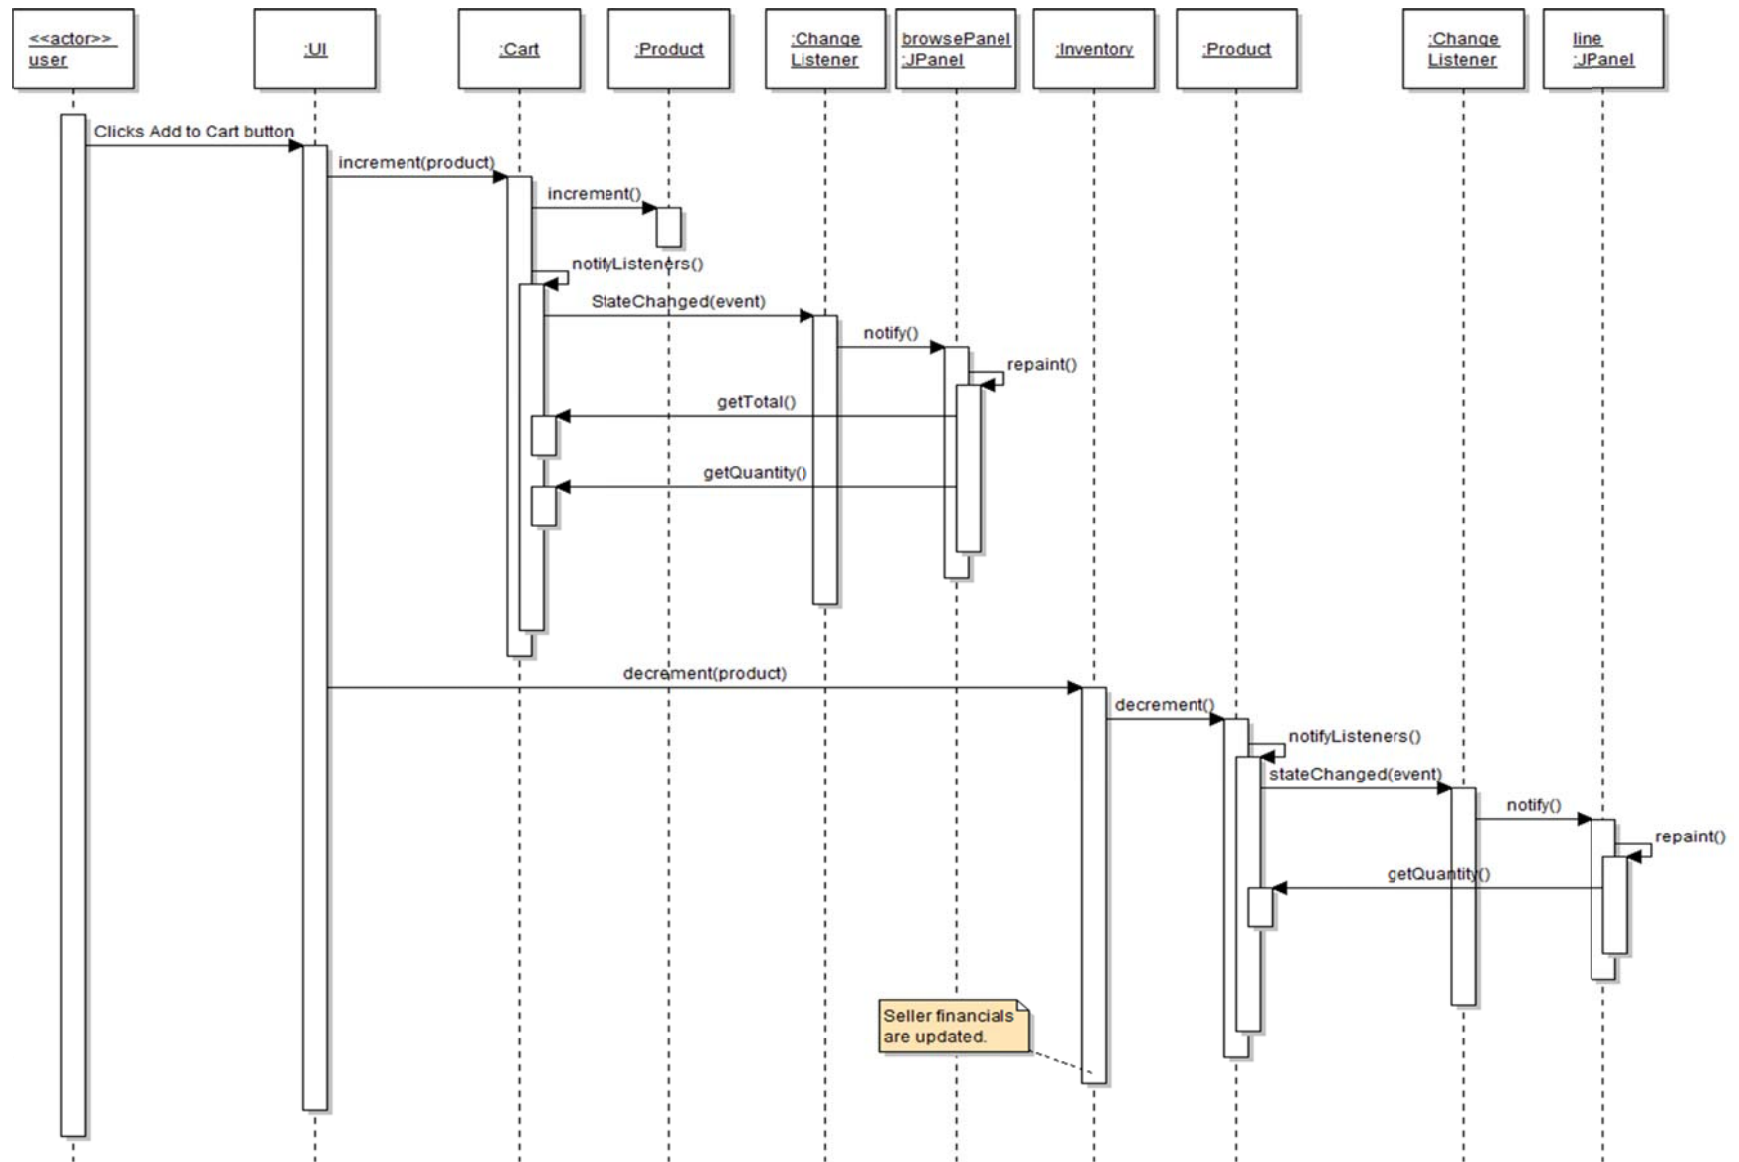 <<actor>>
user
:UI
:Cart
:Product
:Change
Listener
browsePanel
:JPanel
:Inventory
:Product
:Change
Listener
line
:JPanel
Clicks Add to Cart button
increment(product)
increment()
notifyListeners()
StateChanged(event)
notify()
repaint()
getTotal()
getQuantity()
decrement(product)
decrement()
notifyListeners()
stateChanged(event)
notify()
repaint()
getQuantity()
Seller financials
are updated.